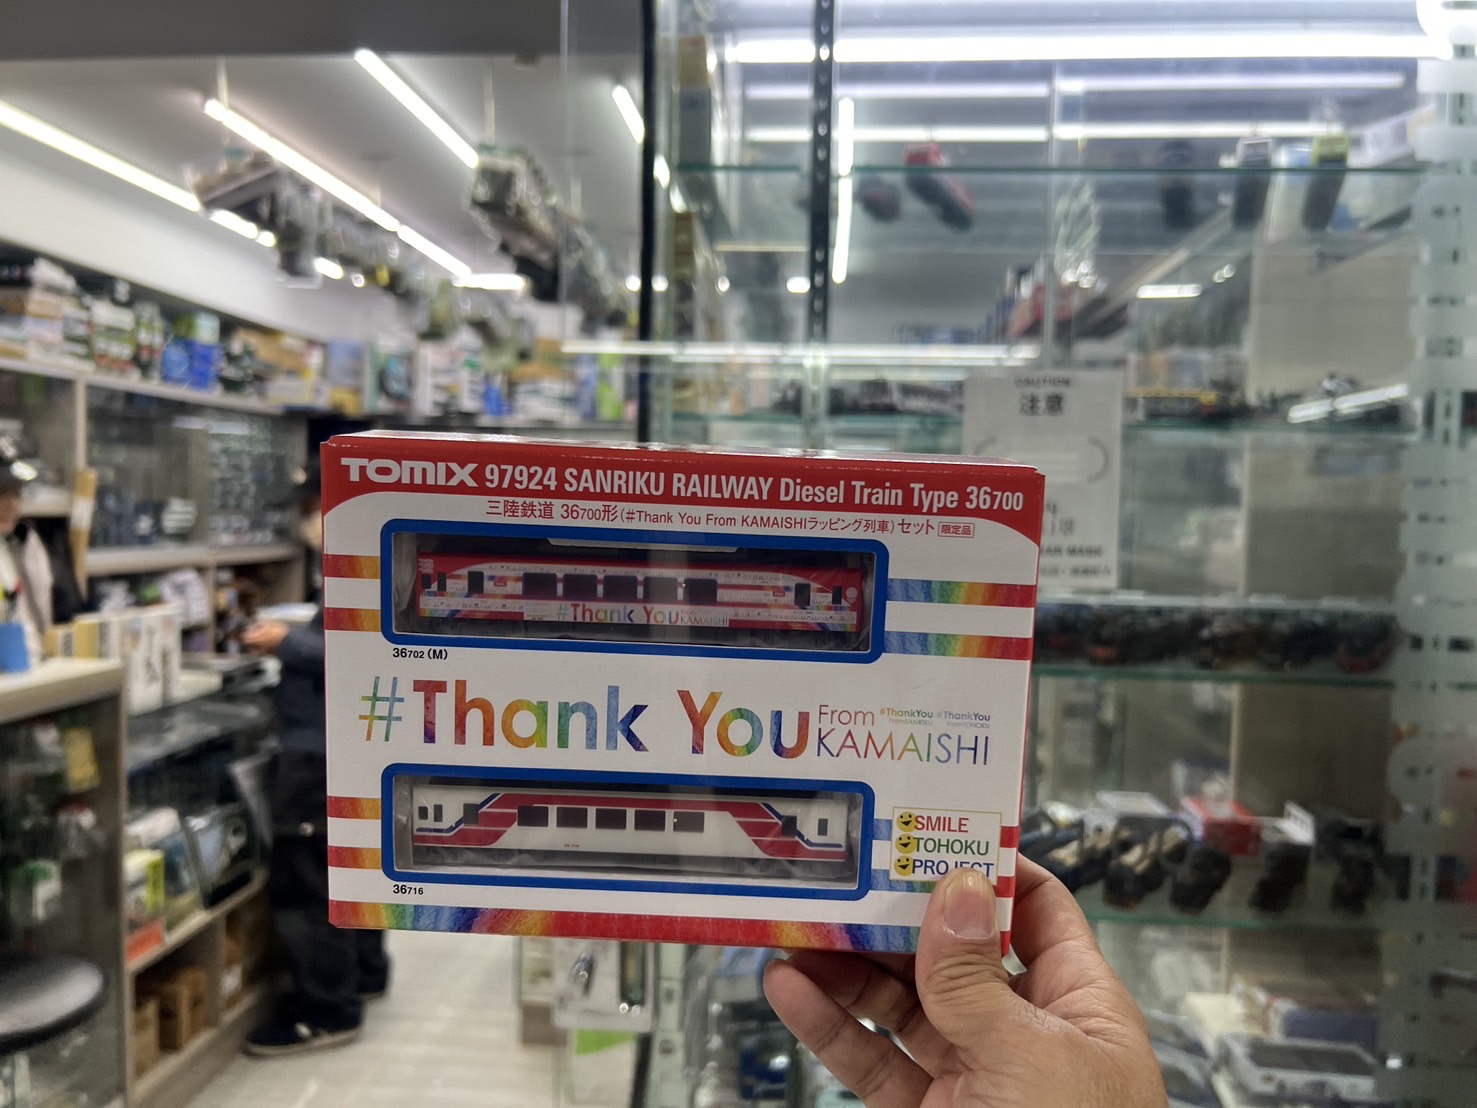 CAUTION
注意
TOMIX 97924 SANRIKU RAILWAY Diesel Train Type 36700
三陸鉄道 36700形(#Thank You From KAMAISHIラッピング列車)セット 限定品
#Thank You From KAMAISHI
36702 (M)
#Thank You From KAMAISHI
#ThankYou #ThankYou
SMILE
TOHOKU
PROJECT
36716